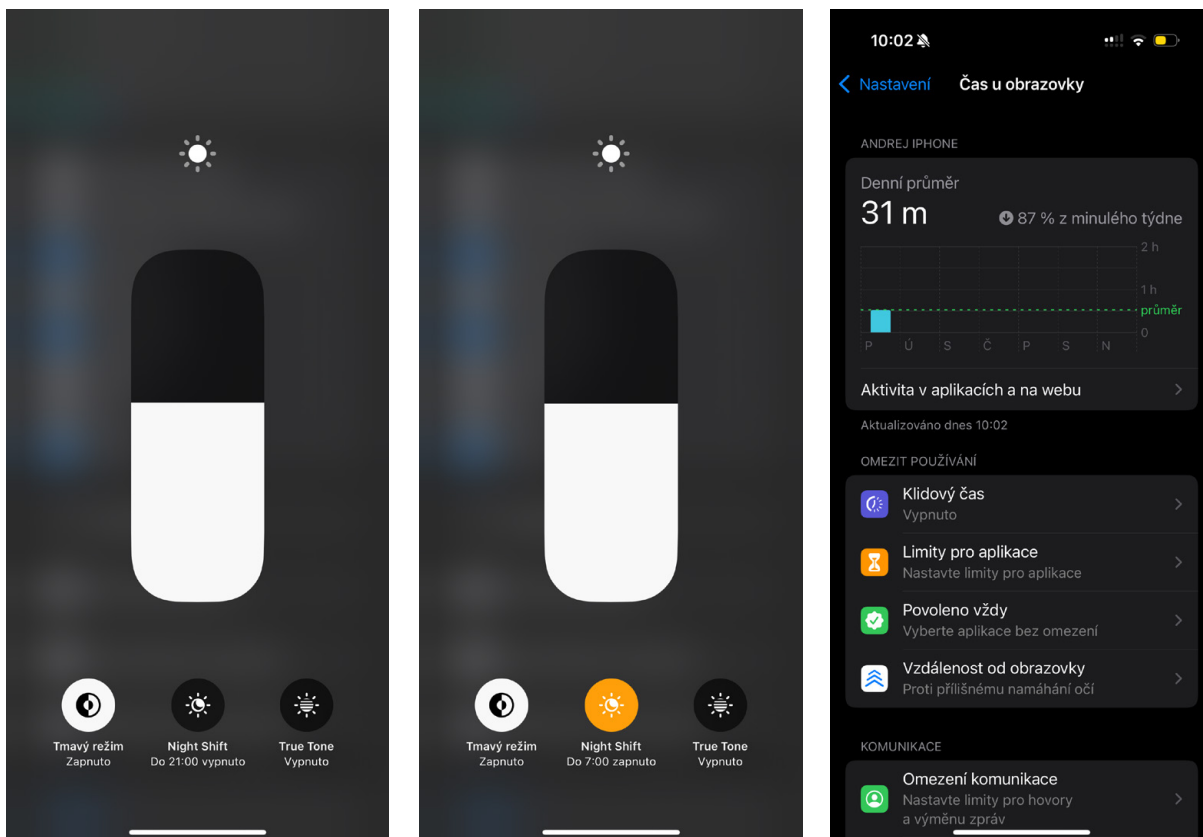 Tmavý režim
Zapnuto
Night Shift
Do 21:00 vypnuto
True Tone
Vypnuto
Tmavý režim
Zapnuto
Night Shift
Do 7:00 zapnuto
True Tone
Vypnuto
10:02
Nastavení
Čas u obrazovky
ANDREJ IPHONE
Denní průměr
31 m
87 % z minulého týdne
2 h
1 h
průměr
0
P Ú S Č P S N
Aktivita v aplikacích a na webu
Aktualizováno dnes 10:02
OMEZIT POUŽÍVÁNÍ
Klidový čas
Vypnuto
Limity pro aplikace
Nastavte limity pro aplikace
Povoleno vždy
Vyberte aplikace bez omezení
Vzdálenost od obrazovky
Proti přílišnému namáhání očí
KOMUNIKACE
Omezení komunikace
Nastavte limity pro hovory
a výměnu zpráv